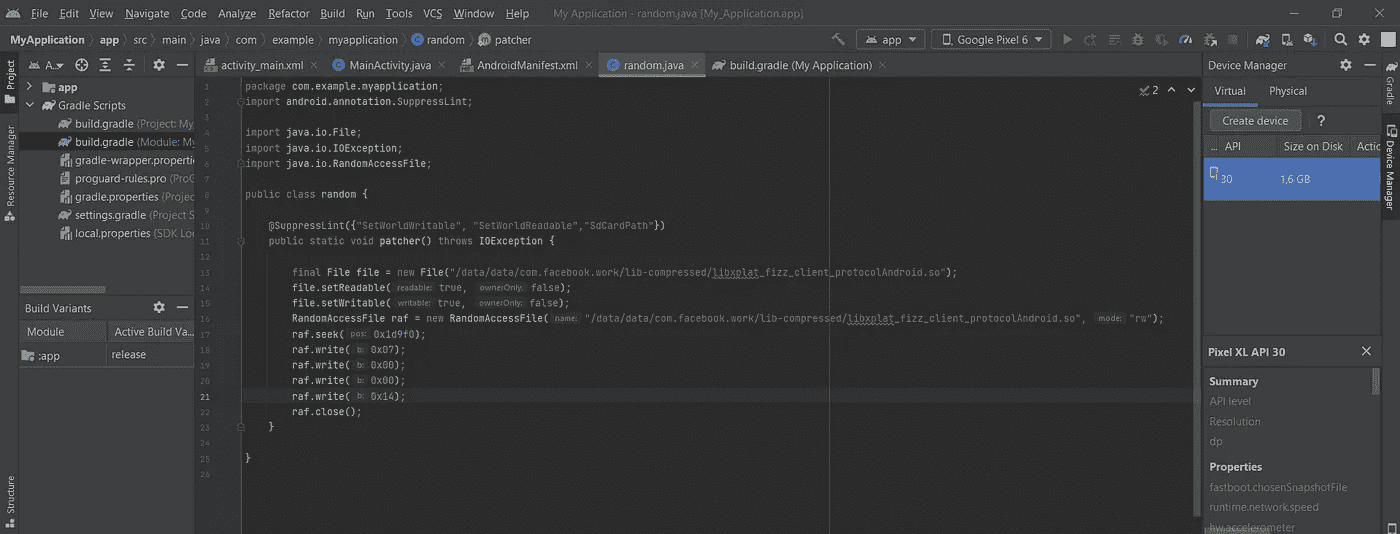 File Edit View Navigate Code Analyze Refactor Build Run Tools VCS Window Help My Application - random.java [My_Application.app]
MyApplication app src main java com example myapplication random patcher
app Google Pixel 6
Project
Resource Manager
Structure
A..
app
Gradle Scripts
build.gradle (Project: My_
build.gradle (Module: My_
gradle-wrapper.propertie
proguard-rules.pro (ProG
gradle.properties (Projec
settings.gradle (Project S
local.properties (SDK Loc
Build Variants
Module Active Build Va...
:app release
activity_main.xml MainActivity.java AndroidManifest.xml random.java build.gradle (My Application)
2
1 package com.example.myapplication;
2 import android.annotation.SuppressLint;
3
4 import java.io.File;
5 import java.io.IOException;
6 import java.io.RandomAccessFile;
7
8 public class random {
9
10 @SuppressLint({"SetWorldWritable", "SetWorldReadable","SdCardPath"})
11 public static void patcher() throws IOException {
12
13 final File file = new File("/data/data/com.facebook.work/lib-compressed/libxplat_fizz_client_protocolAndroid.so");
14 file.setReadable( readable: true, ownerOnly: false);
15 file.setWritable( writable: true, ownerOnly: false);
16 RandomAccessFile raf = new RandomAccessFile( name: "/data/data/com.facebook.work/lib-compressed/libxplat_fizz_client_protocolAndroid.so", mode: "rw");
17 raf.seek( pos: 0x1d9f0);
18 raf.write( b: 0x07);
19 raf.write( b: 0x00);
20 raf.write( b: 0x00);
21 raf.write( b: 0x14);
22 raf.close();
23 }
24
25 }
26
Device Manager
Virtual Physical
Create device ?
... API Size on Disk Actio
30 1,6 GB
Pixel XL API 30
Summary
API level
Resolution
dp
Properties
fastboot.chosenSnapshotFile
runtime.network.speed
hw.accelerometer
Gradle
Device Manager